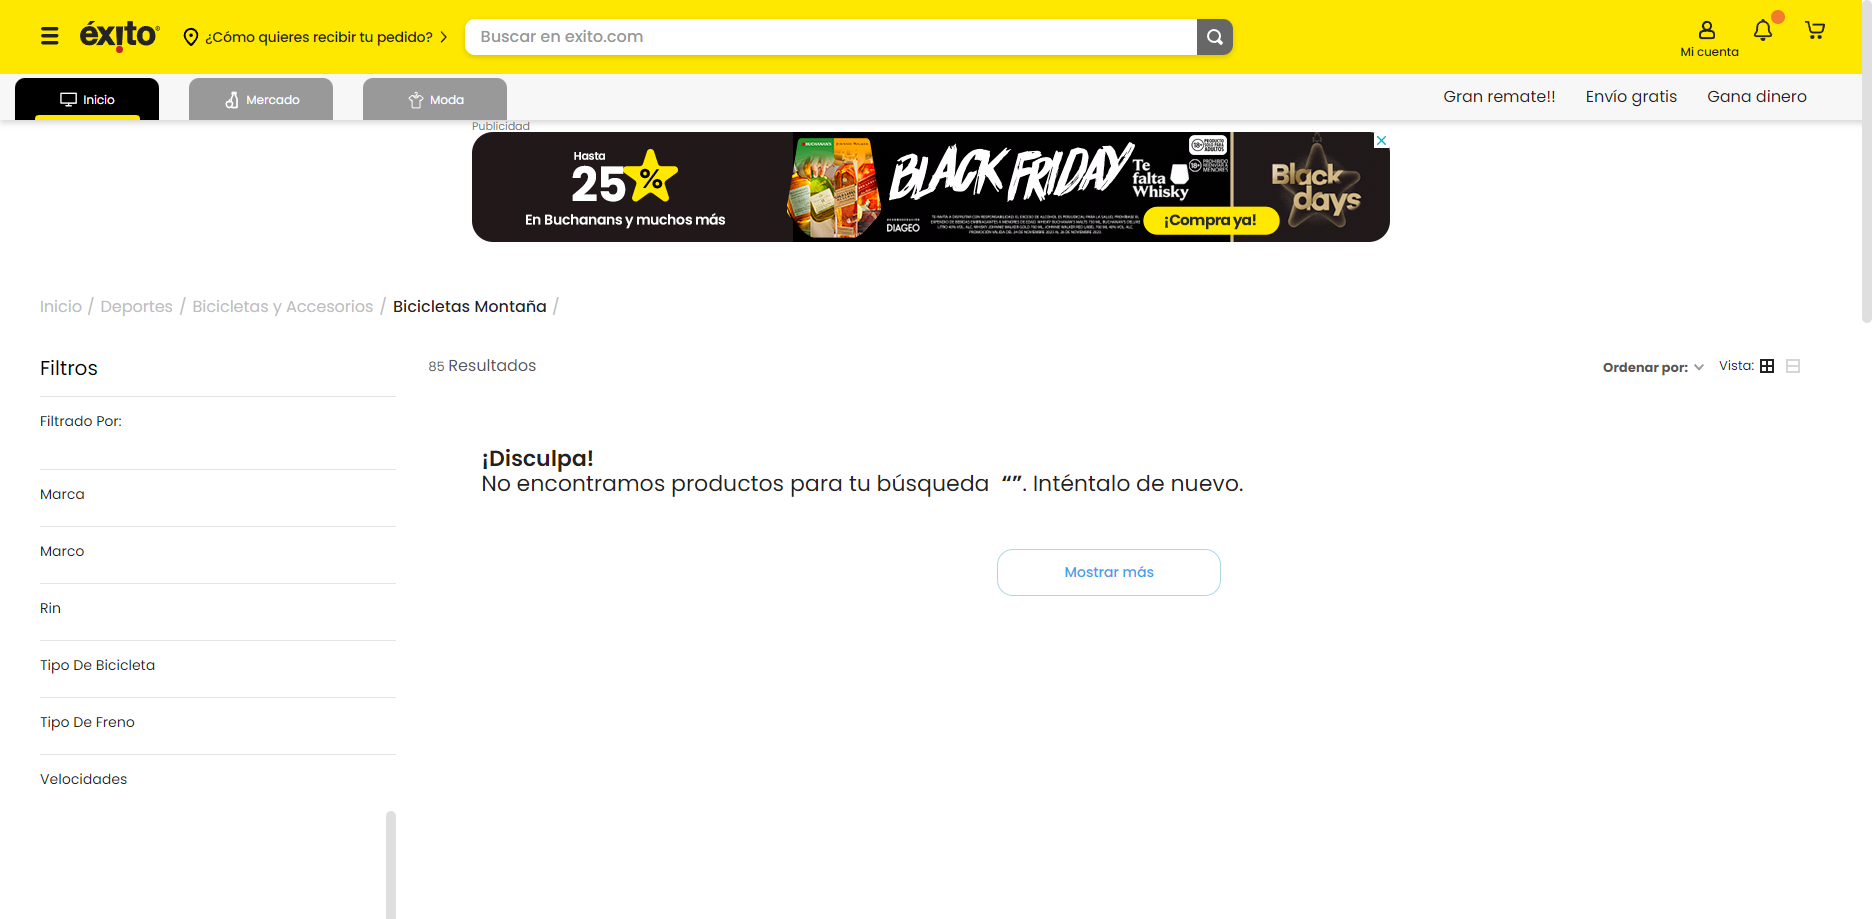 éxito
¿Cómo quieres recibir tu pedido?
Buscar en exito.com
Mi cuenta
Inicio
Mercado
Moda
Gran remate!!
Envío gratis
Gana dinero
Publicidad
Hasta
25%
En Buchanans y muchos más
BLACK FRIDAY
Te
falta
Whisky
DIAGEO
¡Compra ya!
Black
days
Inicio / Deportes / Bicicletas y Accesorios / Bicicletas Montaña /
Filtros
85 Resultados
Ordenar por:
Vista:
Filtrado Por:
¡Disculpa!
No encontramos productos para tu búsqueda “”. Inténtalo de nuevo.
Marca
Marco
Mostrar más
Rin
Tipo De Bicicleta
Tipo De Freno
Velocidades